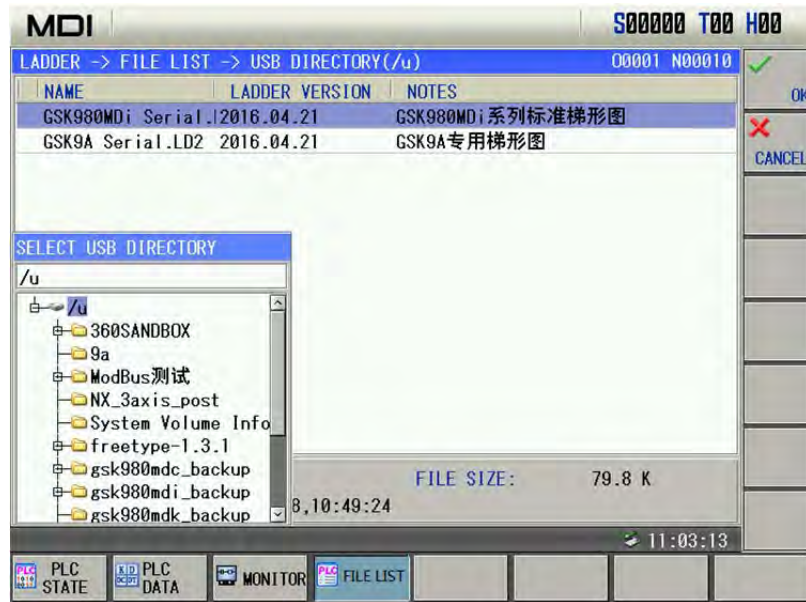 MDI S00000 T00 H00
LADDER -> FILE LIST -> USB DIRECTORY(/u) O0001 N00010
NAME LADDER VERSION NOTES
GSK980MDi Serial.l 2016.04.21 GSK980MDi系列标准梯形图
GSK9A Serial.LD2 2016.04.21 GSK9A专用梯形图
OK
CANCEL
SELECT USB DIRECTORY
/u
/u
360SANDBOX
9a
ModBus测试
NX_3axis_post
System Volume Info
freetype-1.3.1
gsk980mdc_backup
gsk980mdi_backup
gsk980mdk_backup
FILE SIZE: 79.8 K
8,10:49:24
11:03:13
PLC STATE
PLC DATA
MONITOR
FILE LIST